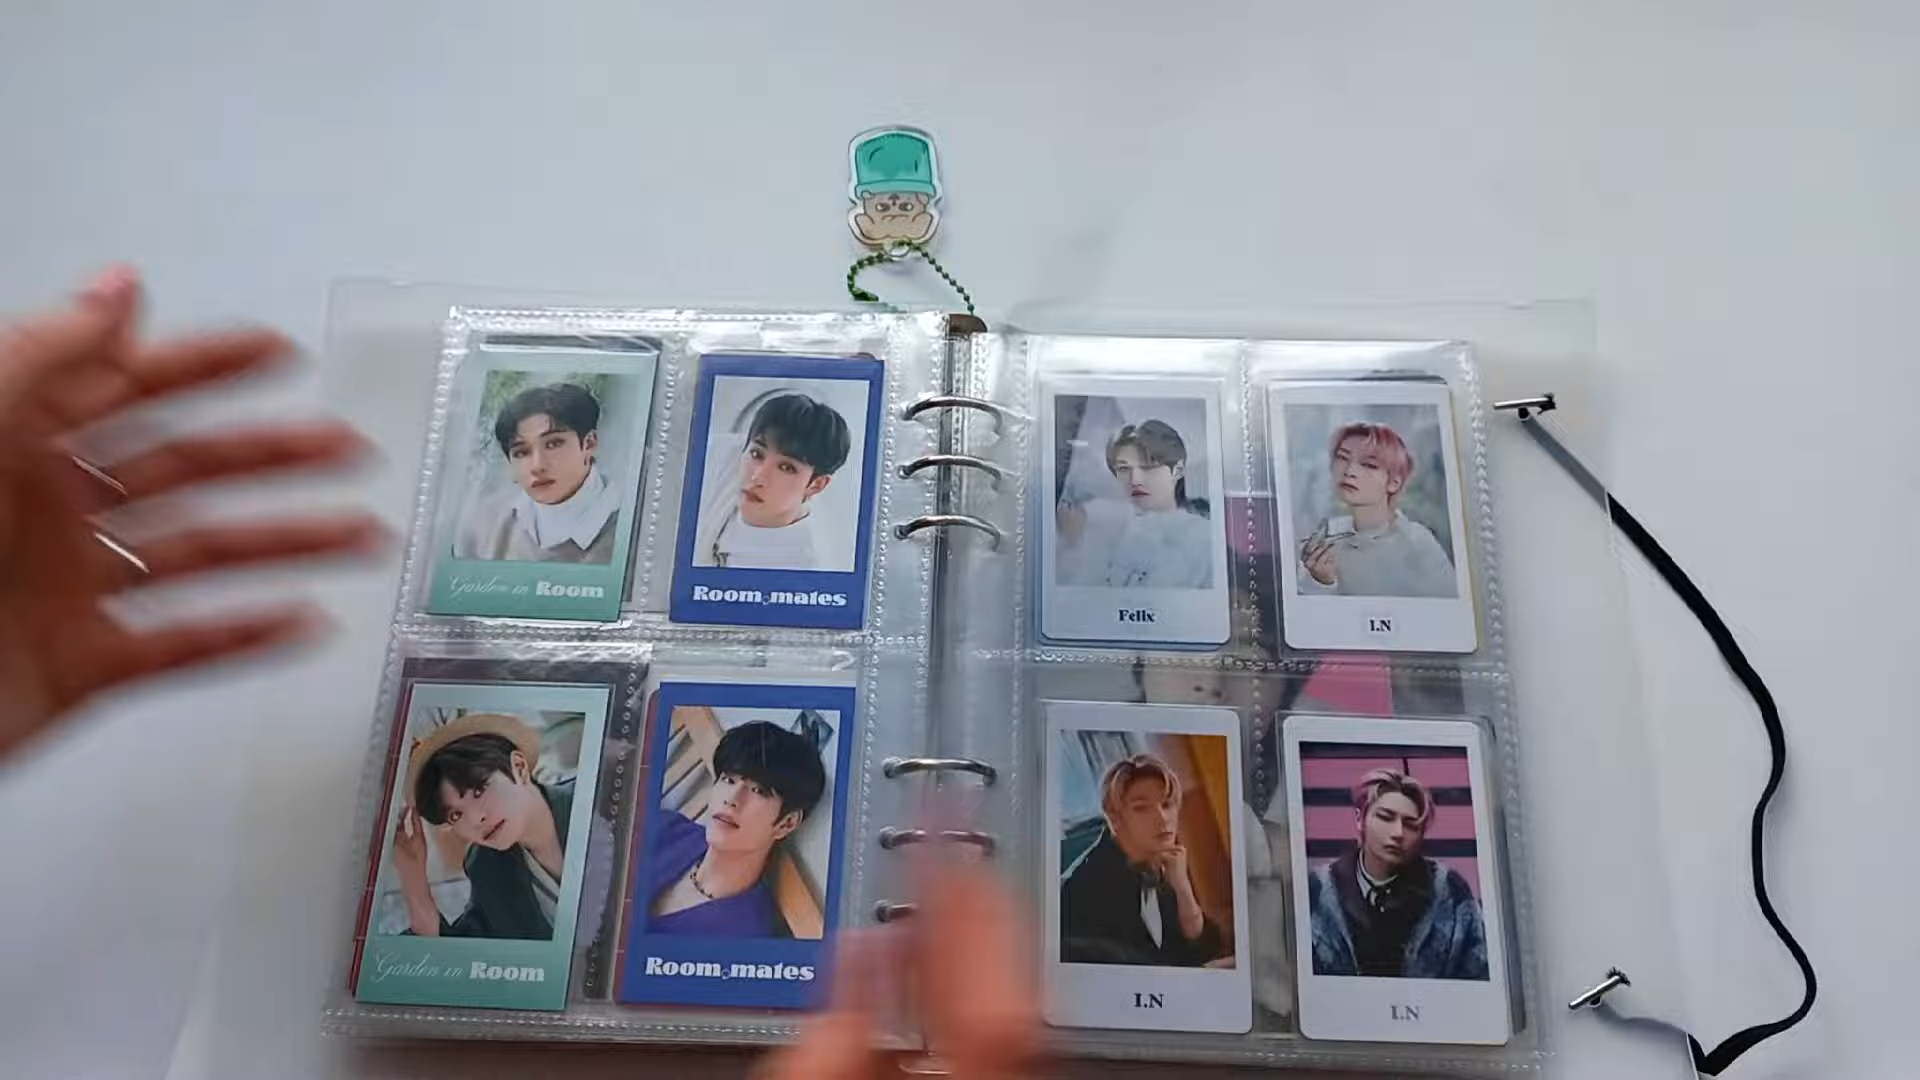 Garden in Room
Room.mates
Felix
I.N
Garden in Room
Room.mates
I.N
I.N